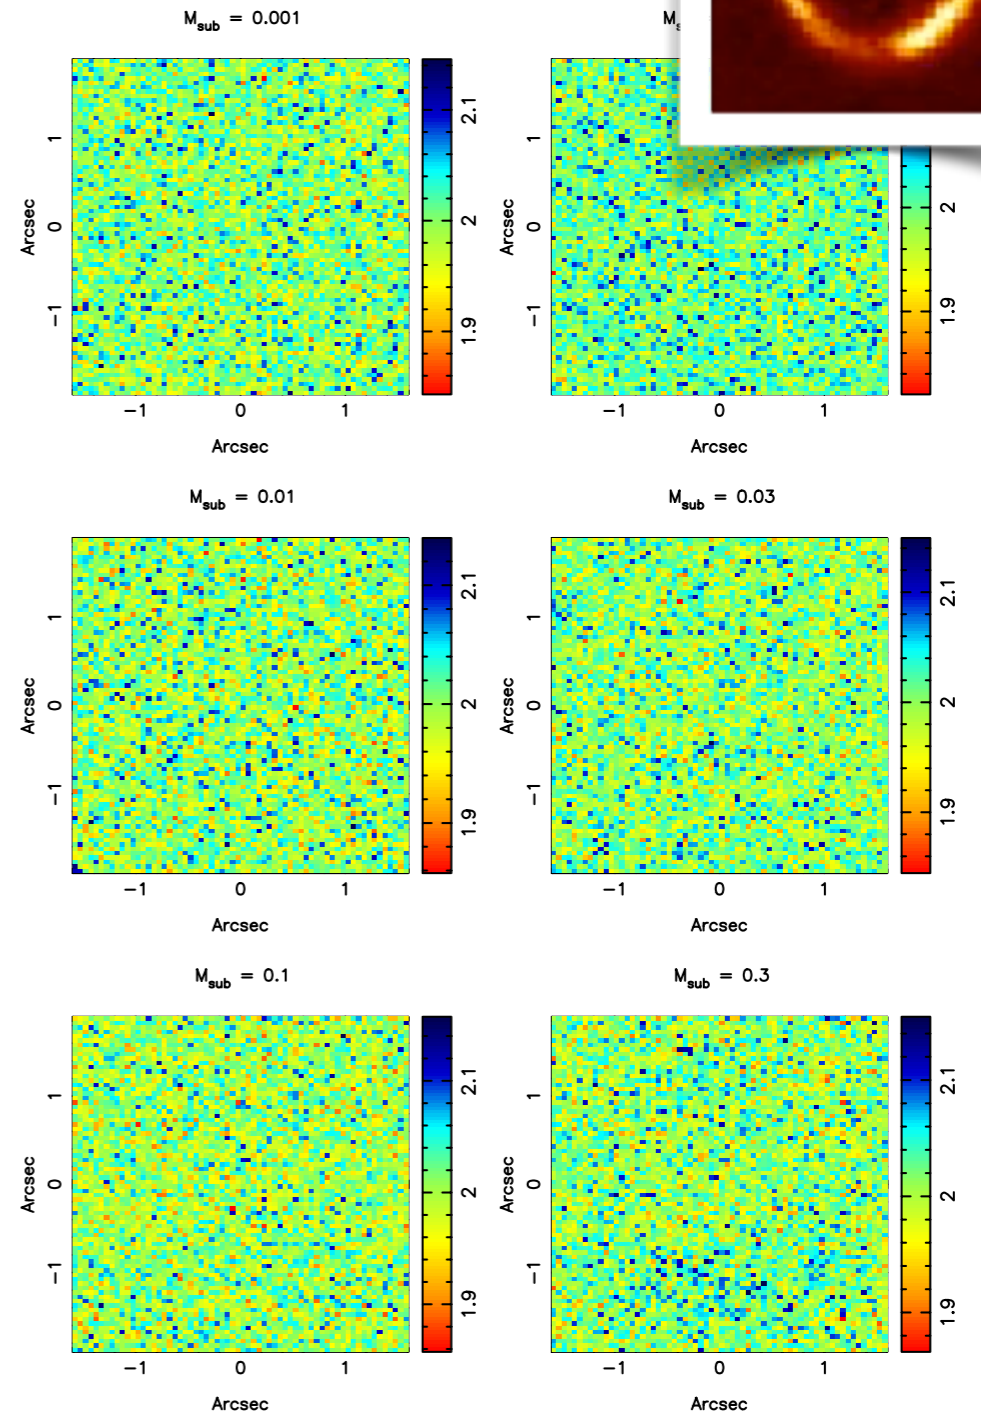 M_sub = 0.001
Arcsec
1
0
−1
−1 0 1
Arcsec
2.1
2
1.9
Arcsec
1
0
−1
−1 0 1
Arcsec
2
1.9
M_sub = 0.01
Arcsec
1
0
−1
−1 0 1
Arcsec
2.1
2
1.9
M_sub = 0.03
Arcsec
1
0
−1
−1 0 1
Arcsec
2.1
2
1.9
M_sub = 0.1
Arcsec
1
0
−1
−1 0 1
Arcsec
2.1
2
1.9
M_sub = 0.3
Arcsec
1
0
−1
−1 0 1
Arcsec
2.1
2
1.9